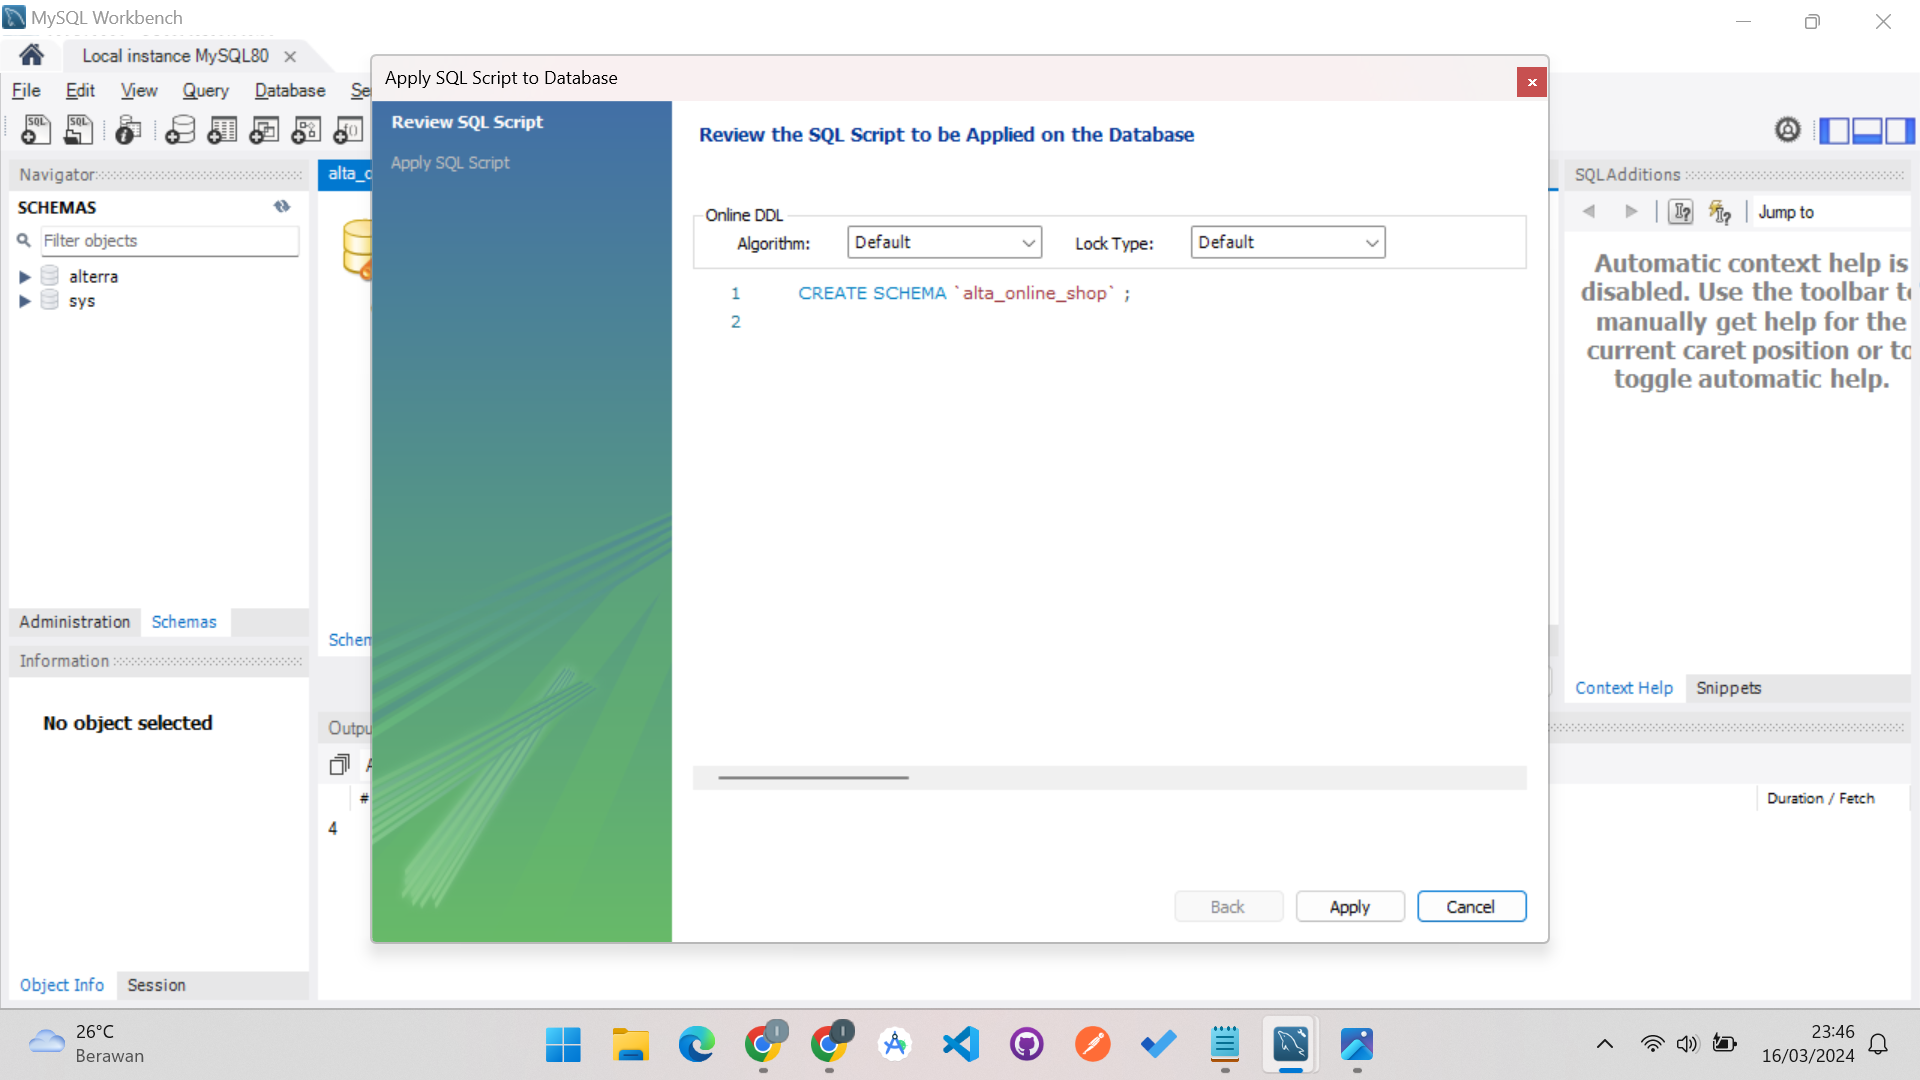 MySQL Workbench
Local instance MySQL80
File Edit View Query Database Se
Navigator
SCHEMAS
Filter objects
alterra
sys
Administration Schemas
Information
No object selected
Object Info Session
alta_o
Schem
Outpu
#
4
Apply SQL Script to Database
Review SQL Script
Apply SQL Script
Review the SQL Script to be Applied on the Database
Online DDL
Algorithm: Default Lock Type: Default
1 CREATE SCHEMA `alta_online_shop` ;
2
Back Apply Cancel
SQLAdditions
Jump to
Automatic context help is
disabled. Use the toolbar to
manually get help for the
current caret position or to
toggle automatic help.
Context Help Snippets
Duration / Fetch
26°C
Berawan
23:46
16/03/2024